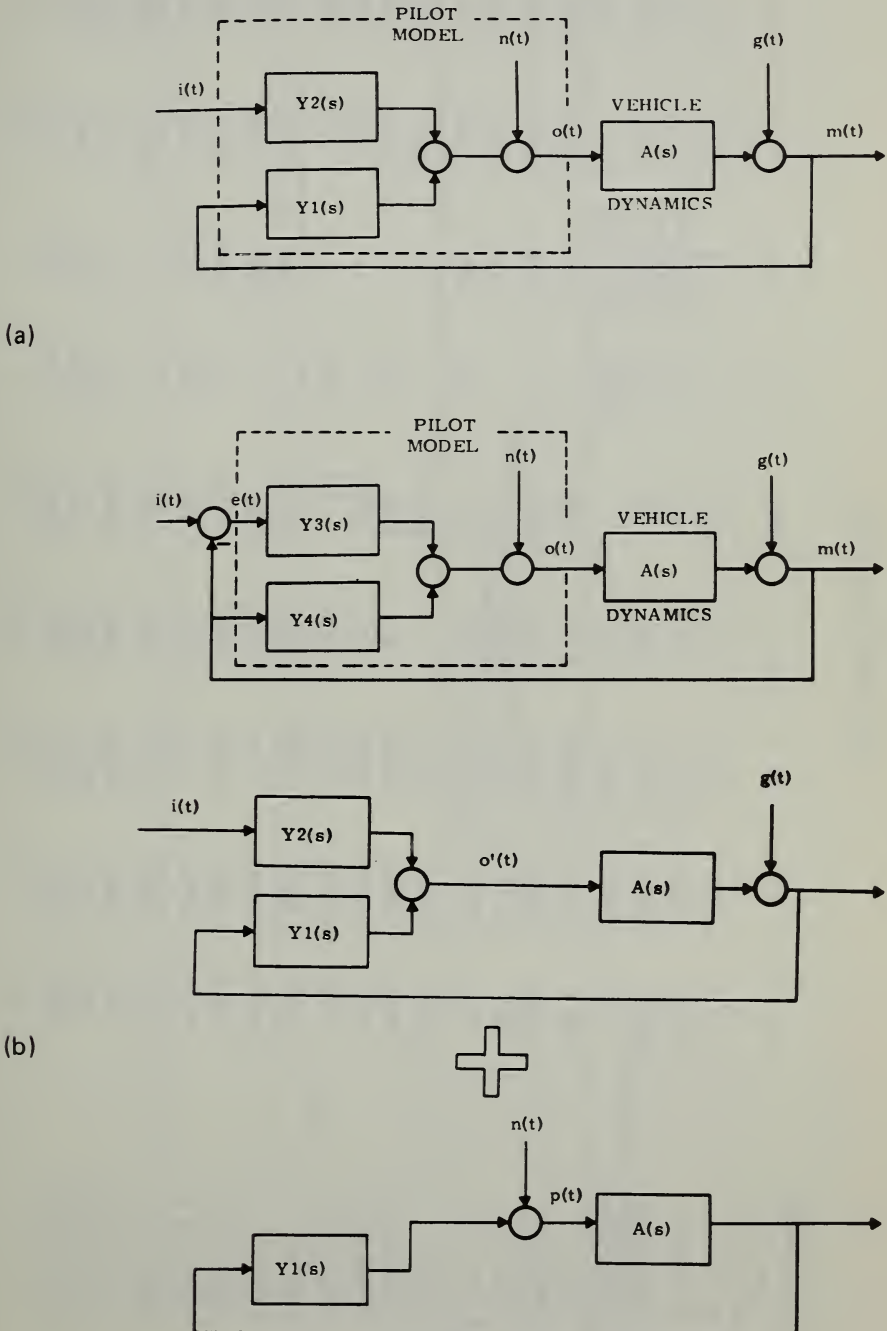 PILOT
MODEL
n(t)
g(t)
i(t)
Y2(s)
VEHICLE
o(t)
A(s)
m(t)
Y1(s)
DYNAMICS
(a)
PILOT
MODEL
n(t)
g(t)
i(t)
e(t)
Y3(s)
VEHICLE
o(t)
A(s)
m(t)
Y4(s)
DYNAMICS
g(t)
i(t)
Y2(s)
o'(t)
A(s)
Y1(s)
(b)
n(t)
p(t)
A(s)
Y1(s)